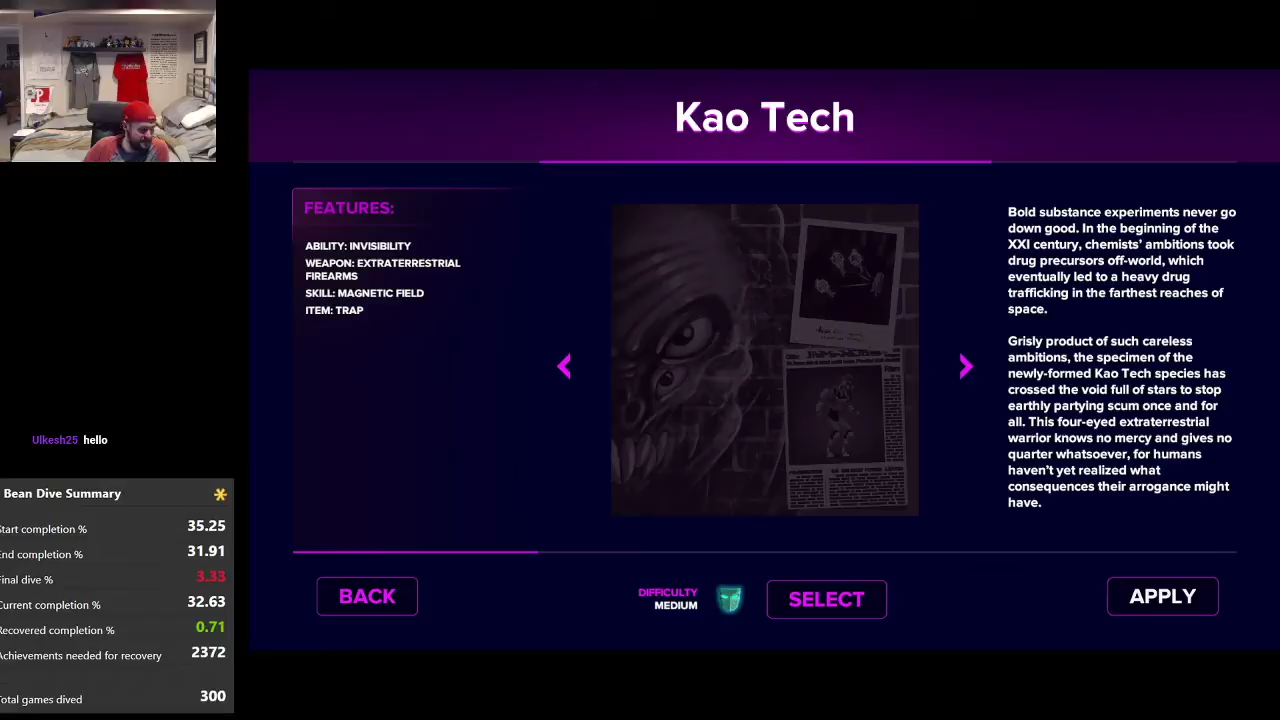 Kao Tech
FEATURES:
ABILITY: INVISIBILITY
WEAPON: EXTRATERRESTRIAL
FIREARMS
SKILL: MAGNETIC FIELD
ITEM: TRAP
Bold substance experiments never go
down good. In the beginning of the
XXI century, chemists' ambitions took
drug precursors off-world, which
eventually led to a heavy drug
trafficking in the farthest reaches of
space.
Grisly product of such careless
ambitions, the specimen of the
newly-formed Kao Tech species has
crossed the void full of stars to stop
earthly partying scum once and for
all. This four-eyed extraterrestrial
warrior knows no mercy and gives no
quarter whatsoever, for humans
haven't yet realized what
consequences their arrogance might
have.
BACK
DIFFICULTY
MEDIUM
SELECT
APPLY
Ulkesh25 hello
Bean Dive Summary
Start completion % 35.25
End completion % 31.91
Final dive % 3.33
Current completion % 32.63
Recovered completion % 0.71
Achievements needed for recovery 2372
Total games dived 300